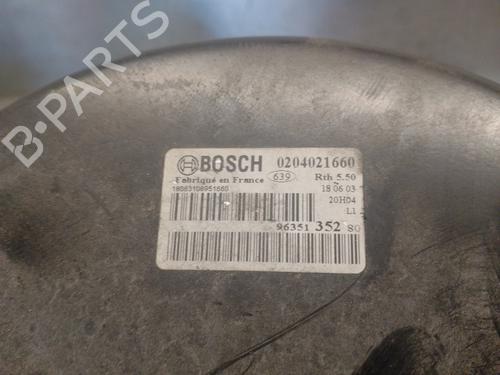 B-PARTS
BOSCH 0204021660
Fabriqué en France 639 Rth 5.50
18063108951660 18 06 03
20H04
L1 2
96351 352 80